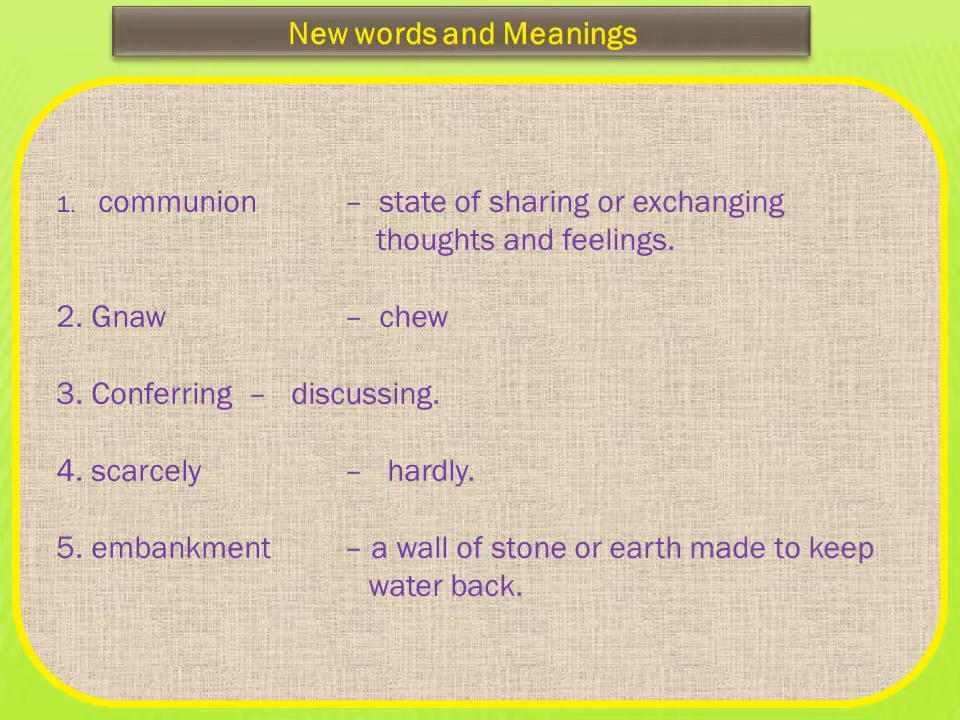 New words and Meanings
1. communion – state of sharing or exchanging
thoughts and feelings.
2. Gnaw – chew
3. Conferring – discussing.
4. scarcely – hardly.
5. embankment – a wall of stone or earth made to keep
water back.